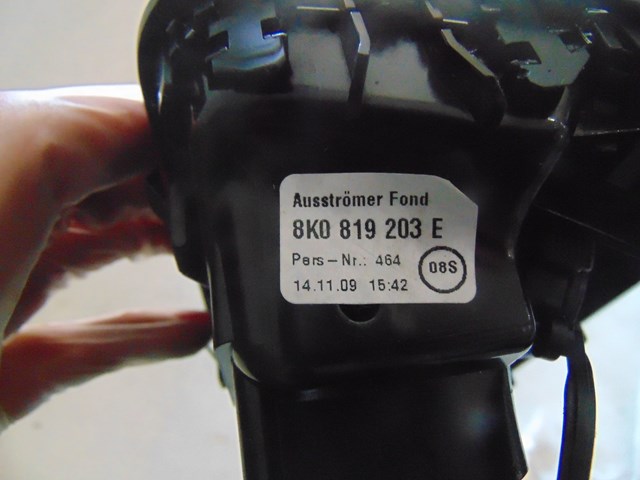 Ausströmer Fond
8K0 819 203 E
Pers-Nr.: 464
08S
14.11.09 15:42